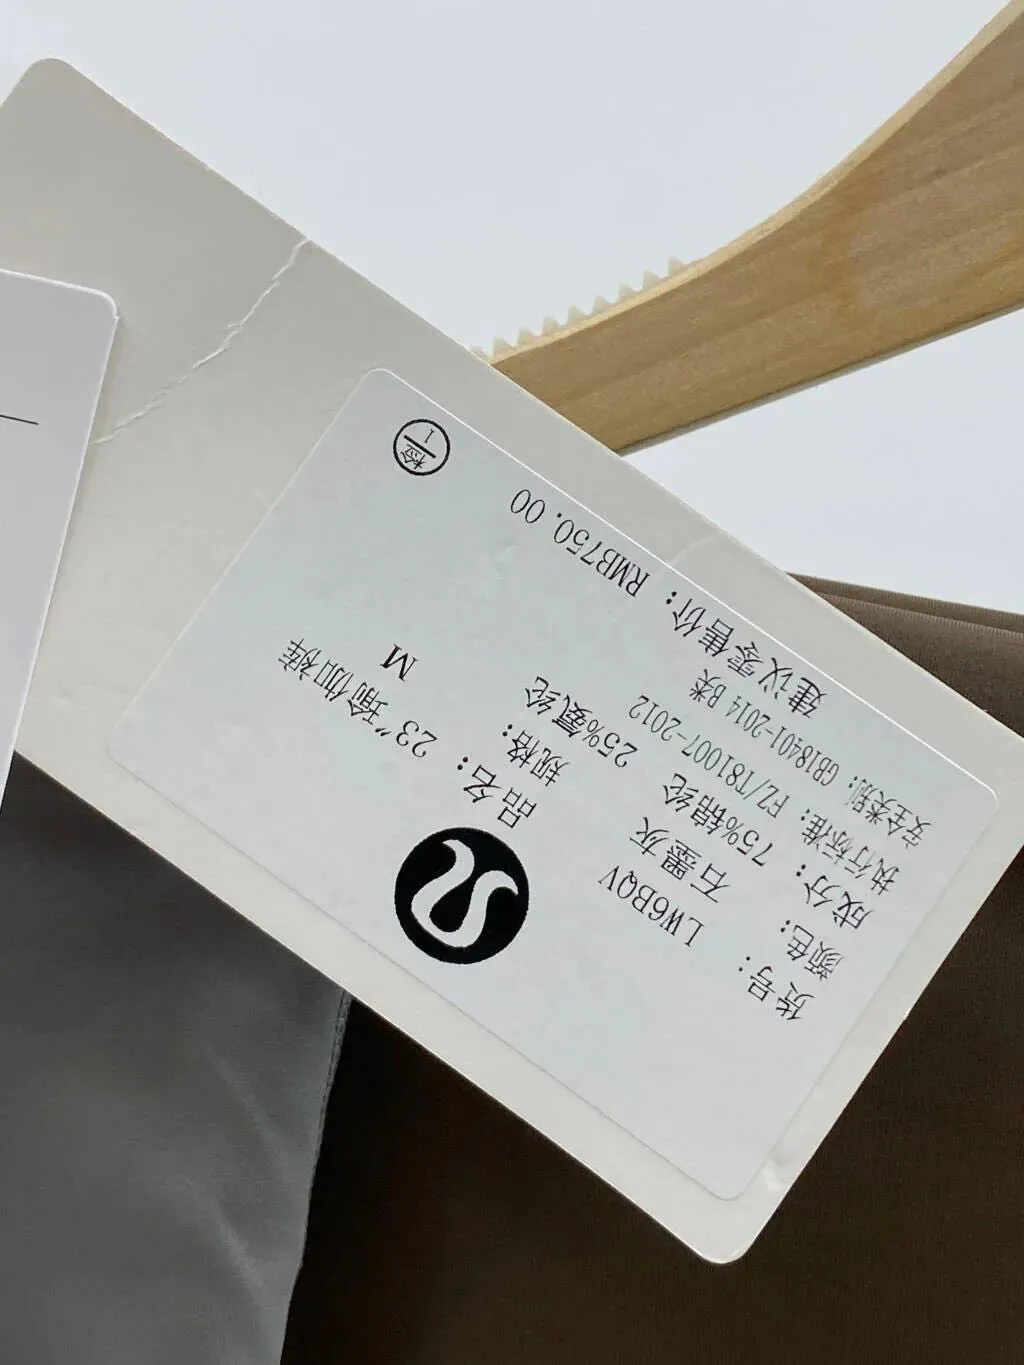 品名：23"瑜伽裤
规格：M
货号：LW6BQV
颜色：石墨灰
成分：75%锦纶 25%氨纶
执行标准：FZ/T81007-2012
安全类别：GB18401-2014 B类
建议零售价：RMB750.00
检
1